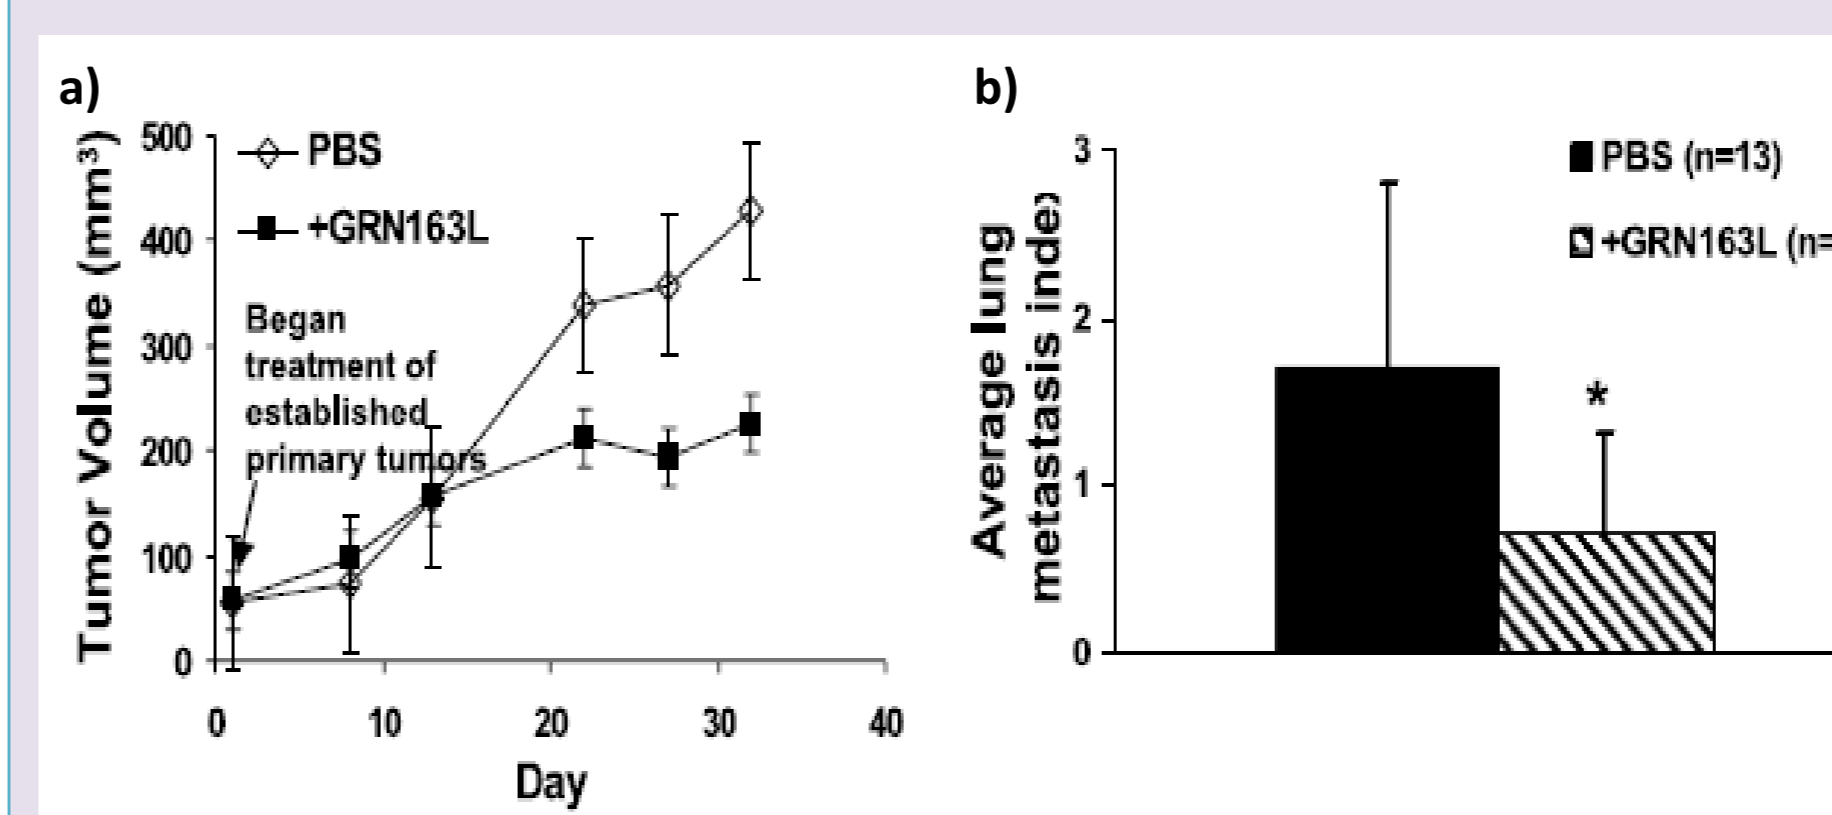 a)
Tumor Volume (mm³)
500
400
300
200
100
0
PBS
+GRN163L
Began
treatment of
established
primary tumors
0
10
20
30
40
Day
b)
Average lung
metastasis index
3
2
1
0
PBS (n=13)
+GRN163L (n=
*